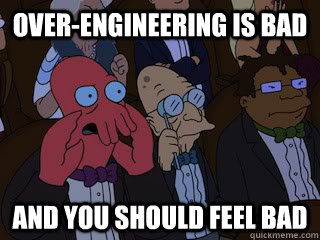 OVER-ENGINEERING IS BAD
AND YOU SHOULD FEEL BAD
quickmeme.com